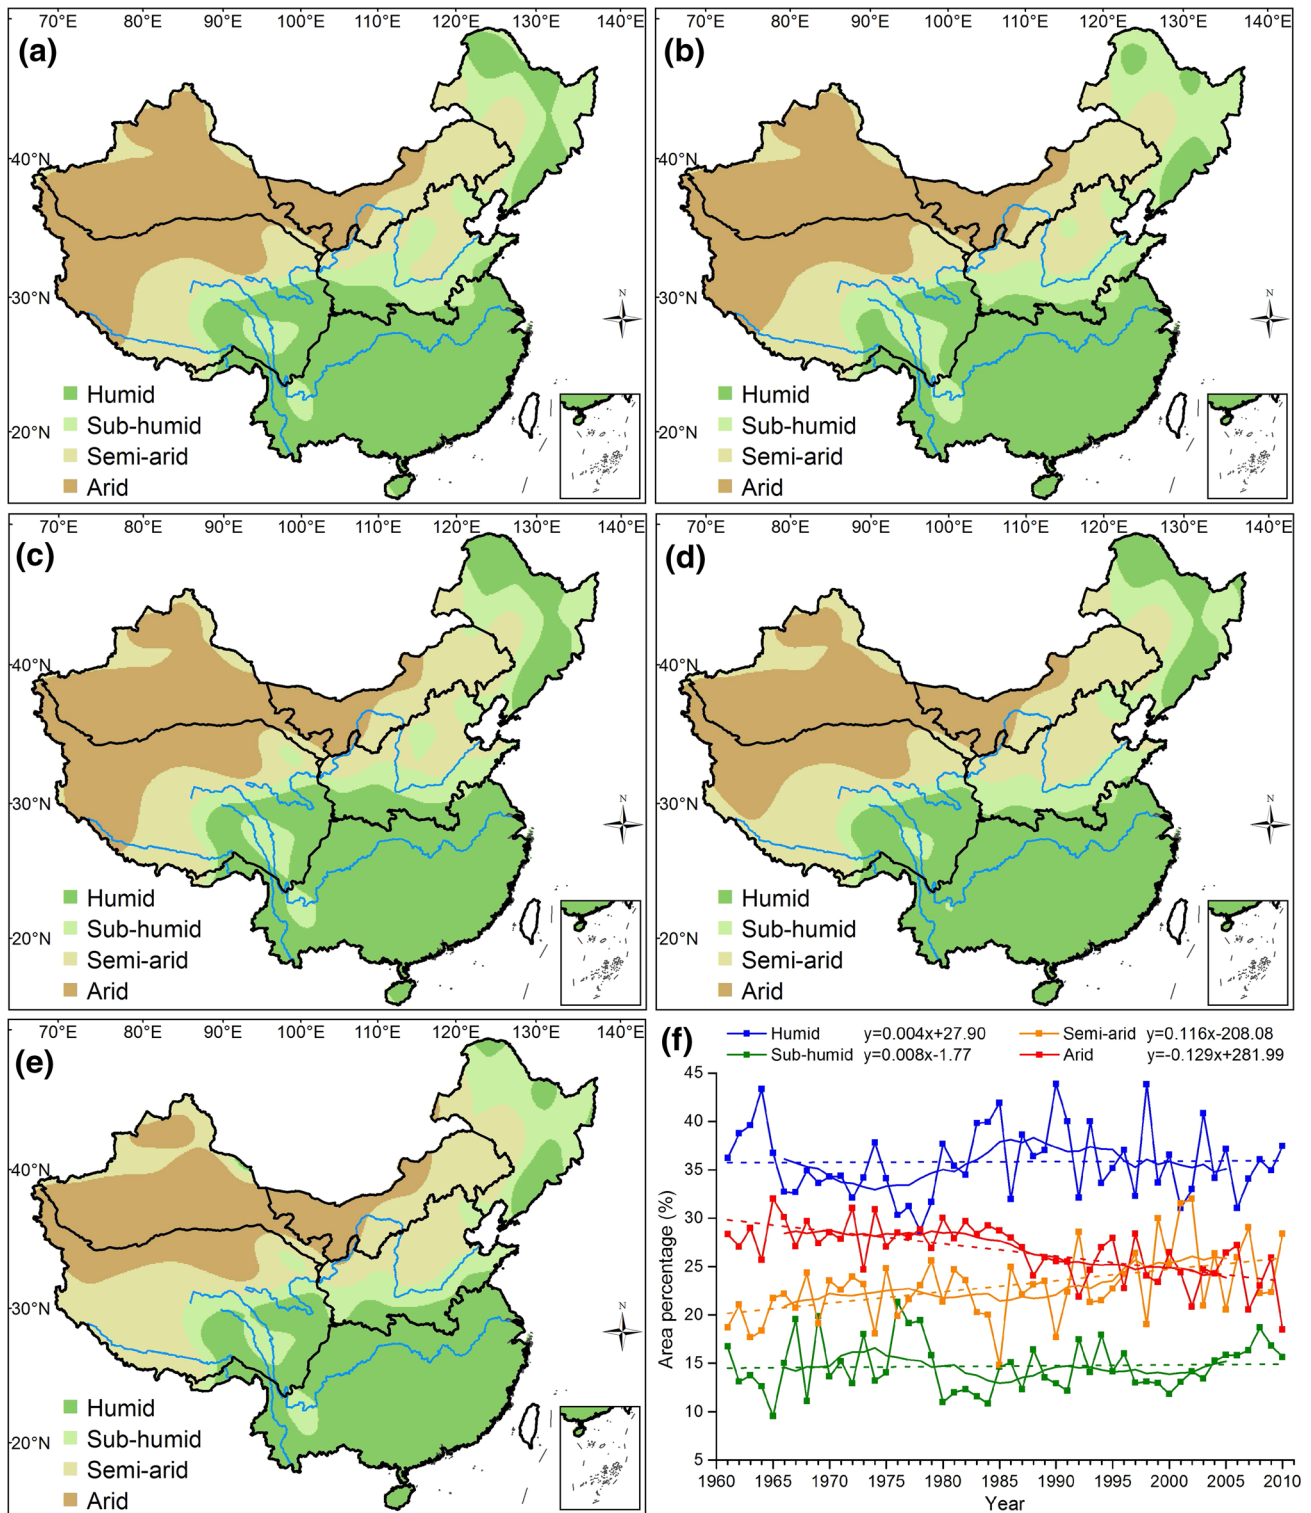 70°E 80°E 90°E 100°E 110°E 120°E 130°E 140°E
(a)
40°N
30°N
20°N
N
Humid
Sub-humid
Semi-arid
Arid
70°E 80°E 90°E 100°E 110°E 120°E 130°E 140°E
(b)
40°N
30°N
20°N
N
Humid
Sub-humid
Semi-arid
Arid
70°E 80°E 90°E 100°E 110°E 120°E 130°E 140°E
(c)
40°N
30°N
20°N
N
Humid
Sub-humid
Semi-arid
Arid
70°E 80°E 90°E 100°E 110°E 120°E 130°E 140°E
(d)
40°N
30°N
20°N
N
Humid
Sub-humid
Semi-arid
Arid
70°E 80°E 90°E 100°E 110°E 120°E 130°E 140°E
(e)
40°N
30°N
20°N
N
Humid
Sub-humid
Semi-arid
Arid
(f)
Humid y=0.004x+27.90 Semi-arid y=0.116x-208.08
Sub-humid y=0.008x-1.77 Arid y=-0.129x+281.99
45
40
35
30
25
20
15
10
5
Area percentage (%)
1960 1965 1970 1975 1980 1985 1990 1995 2000 2005 2010
Year